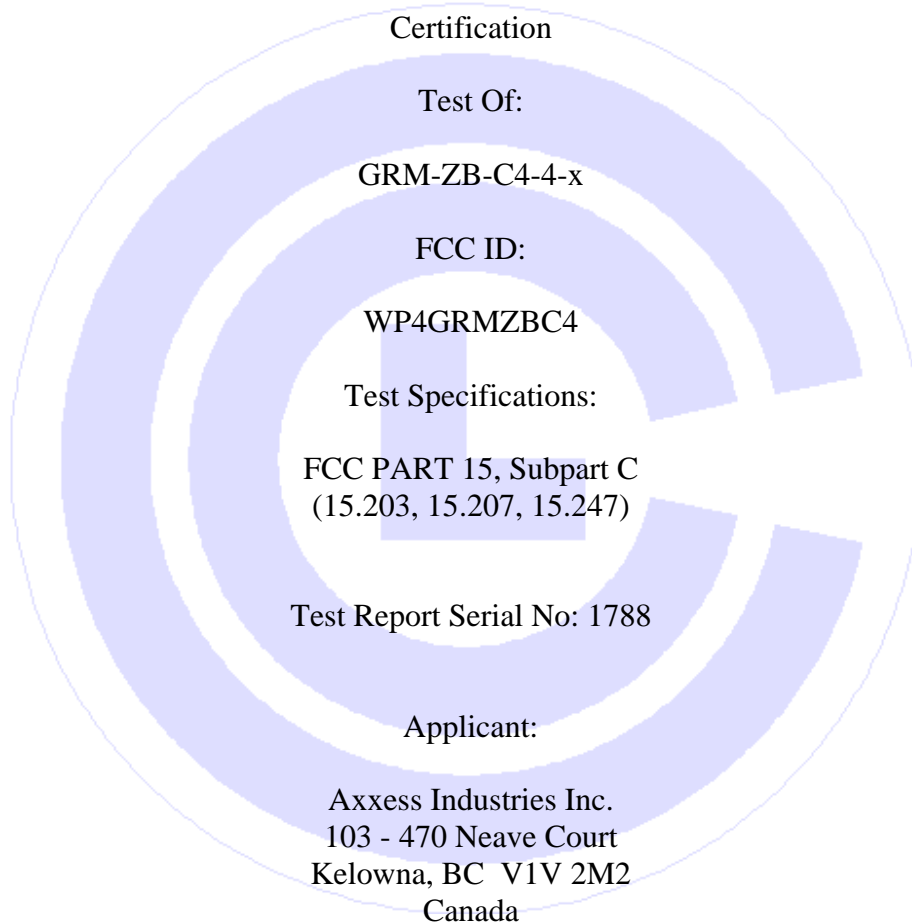 Certification
Test Of:
GRM-ZB-C4-4-x
FCC ID:
WP4GRMZBC4
Test Specifications:
FCC PART 15, Subpart C
(15.203, 15.207, 15.247)
Test Report Serial No: 1788
Applicant:
Axxess Industries Inc.
103 - 470 Neave Court
Kelowna, BC  V1V 2M2
Canada